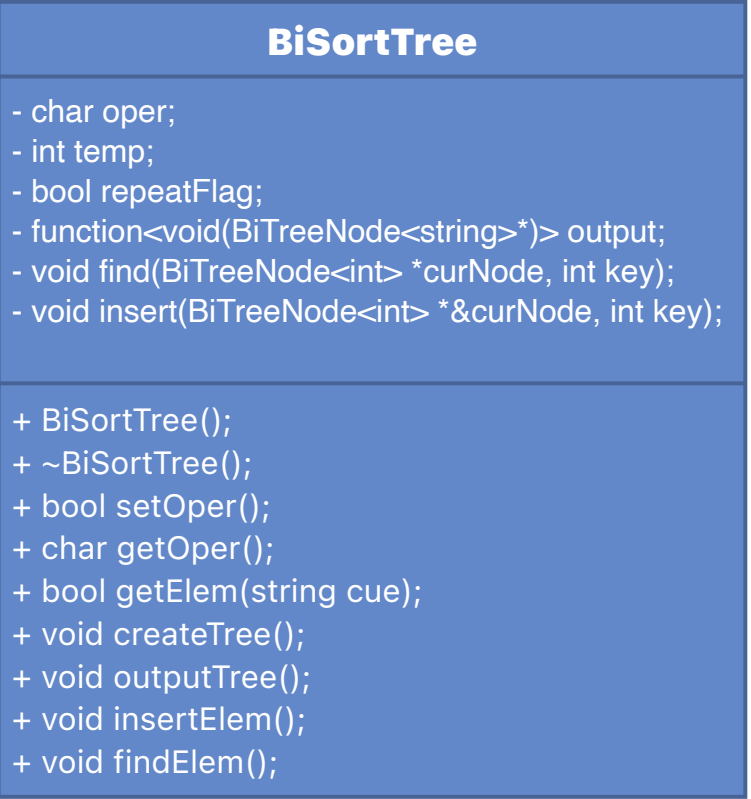 BiSortTree
- char oper;
- int temp;
- bool repeatFlag;
- function<void(BiTreeNode<string>*)> output;
- void find(BiTreeNode<int> *curNode, int key);
- void insert(BiTreeNode<int> *&curNode, int key);
+ BiSortTree();
+ ~BiSortTree();
+ bool setOper();
+ char getOper();
+ bool getElem(string cue);
+ void createTree();
+ void outputTree();
+ void insertElem();
+ void findElem();